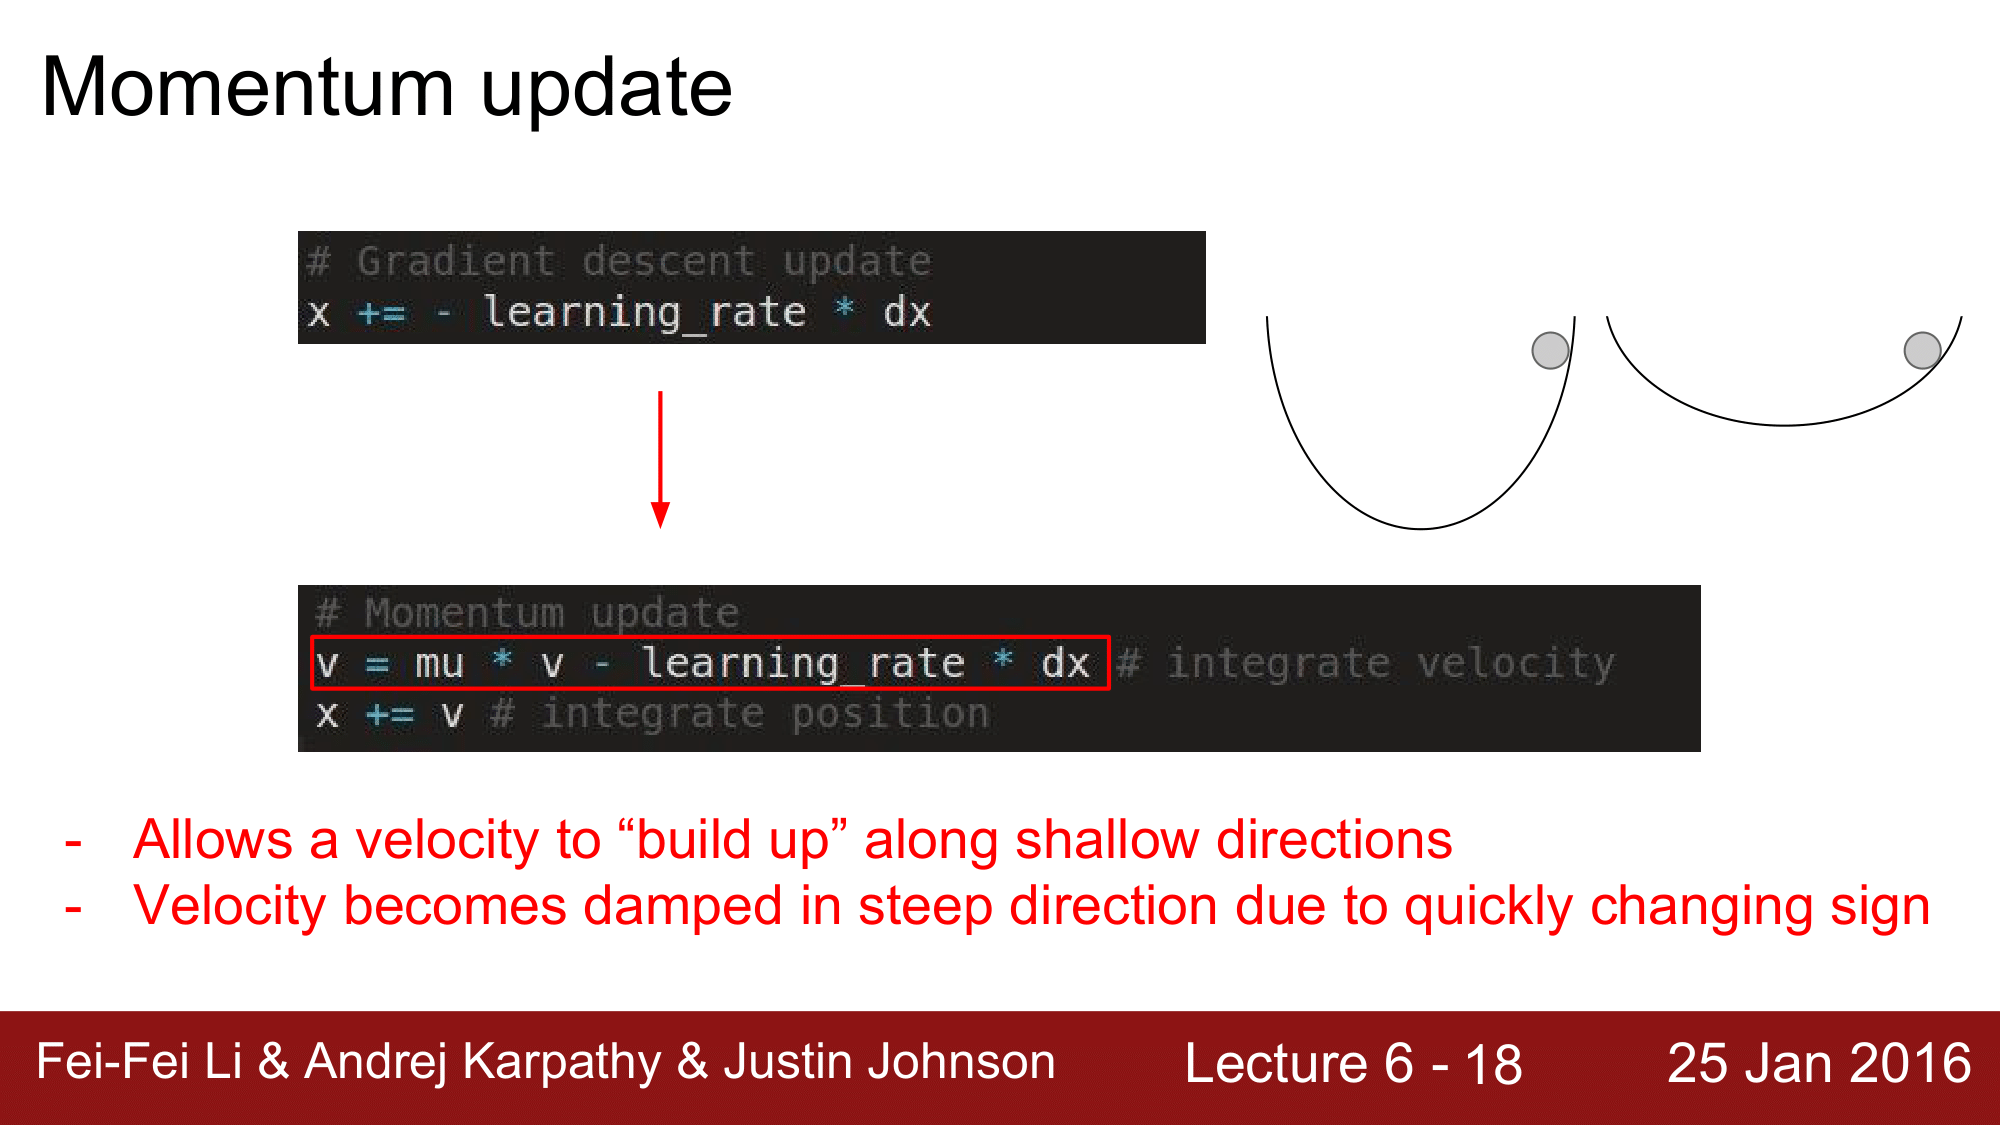 Momentum update
# Gradient descent update
x += - learning_rate * dx
# Momentum update
v = mu * v - learning_rate * dx # integrate velocity
x += v # integrate position
- Allows a velocity to “build up” along shallow directions
- Velocity becomes damped in steep direction due to quickly changing sign
Fei-Fei Li & Andrej Karpathy & Justin Johnson Lecture 6 - 18 25 Jan 2016